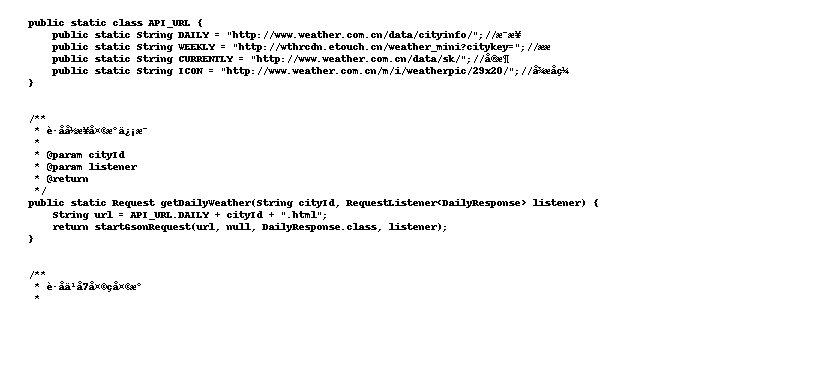 public static class API_URL {
public static String DAILY = "http://www.weather.com.cn/data/cityinfo/";//æ¯æ¥
public static String WEEKLY = "http://wthrcdn.etouch.cn/weather_mini?citykey=";//ææ
public static String CURRENTLY = "http://www.weather.com.cn/data/sk/";//å®æ¶
public static String ICON = "http://www.weather.com.cn/m/i/weatherpic/29x20/";//å¾æåç¼
}
/**
* è·åå½æ¥å¤©æ°ä¿¡æ¯
*
* @param cityId
* @param listener
* @return
*/
public static Request getDailyWeather(String cityId, RequestListener<DailyResponse> listener) {
String url = API_URL.DAILY + cityId + ".html";
return startGsonRequest(url, null, DailyResponse.class, listener);
}
/**
* è·åä¹å7å¤©çå¤©æ°
*